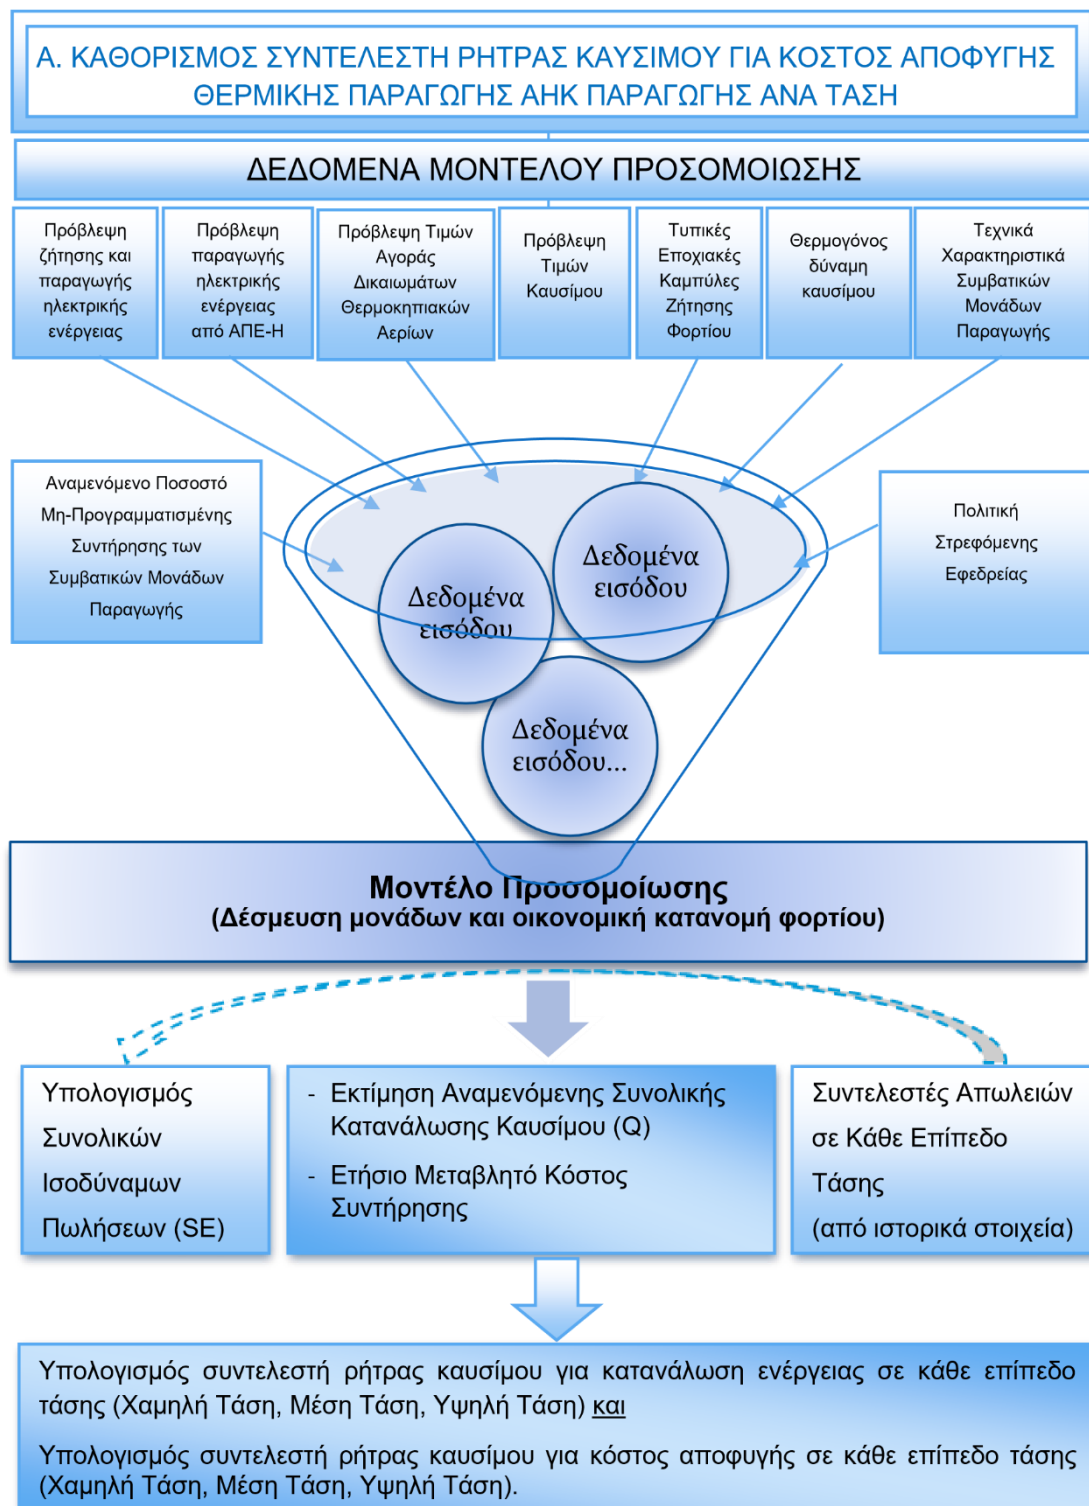 Α. ΚΑΘΟΡΙΣΜΟΣ ΣΥΝΤΕΛΕΣΤΗ ΡΗΤΡΑΣ ΚΑΥΣΙΜΟΥ ΓΙΑ ΚΟΣΤΟΣ ΑΠΟΦΥΓΗΣ
ΘΕΡΜΙΚΗΣ ΠΑΡΑΓΩΓΗΣ ΑΗΚ ΠΑΡΑΓΩΓΗΣ ΑΝΑ ΤΑΣΗ
ΔΕΔΟΜΕΝΑ ΜΟΝΤΕΛΟΥ ΠΡΟΣΟΜΟΙΩΣΗΣ
Πρόβλεψη
ζήτησης και
παραγωγής
ηλεκτρικής
ενέργειας
Πρόβλεψη
παραγωγής
ηλεκτρικής
ενέργειας
από ΑΠΕ-Η
Πρόβλεψη Τιμών
Αγοράς
Δικαιωμάτων
Θερμοκηπιακών
Αερίων
Πρόβλεψη
Τιμών
Καυσίμου
Τυπικές
Εποχιακές
Καμπύλες
Ζήτησης
Φορτίου
Θερμογόνος
δύναμη
καυσίμου
Τεχνικά
Χαρακτηριστικά
Συμβατικών
Μονάδων
Παραγωγής
Αναμενόμενο Ποσοστό
Μη-Προγραμματισμένης
Συντήρησης των
Συμβατικών Μονάδων
Παραγωγής
Πολιτική
Στρεφόμενης
Εφεδρείας
Δεδομένα
εισόδου
Δεδομένα
εισόδου
Δεδομένα
εισόδου...
Μοντέλο Προσομοίωσης
(Δέσμευση μονάδων και οικονομική κατανομή φορτίου)
Υπολογισμός
Συνολικών
Ισοδύναμων
Πωλήσεων (SE)
- Εκτίμηση Αναμενόμενης Συνολικής
Κατανάλωσης Καυσίμου (Q)
- Ετήσιο Μεταβλητό Κόστος
Συντήρησης
Συντελεστές Απωλειών
σε Κάθε Επίπεδο
Τάσης
(από ιστορικά στοιχεία)
Υπολογισμός συντελεστή ρήτρας καυσίμου για κατανάλωση ενέργειας σε κάθε επίπεδο
τάσης (Χαμηλή Τάση, Μέση Τάση, Υψηλή Τάση) και
Υπολογισμός συντελεστή ρήτρας καυσίμου για κόστος αποφυγής σε κάθε επίπεδο τάσης
(Χαμηλή Τάση, Μέση Τάση, Υψηλή Τάση).